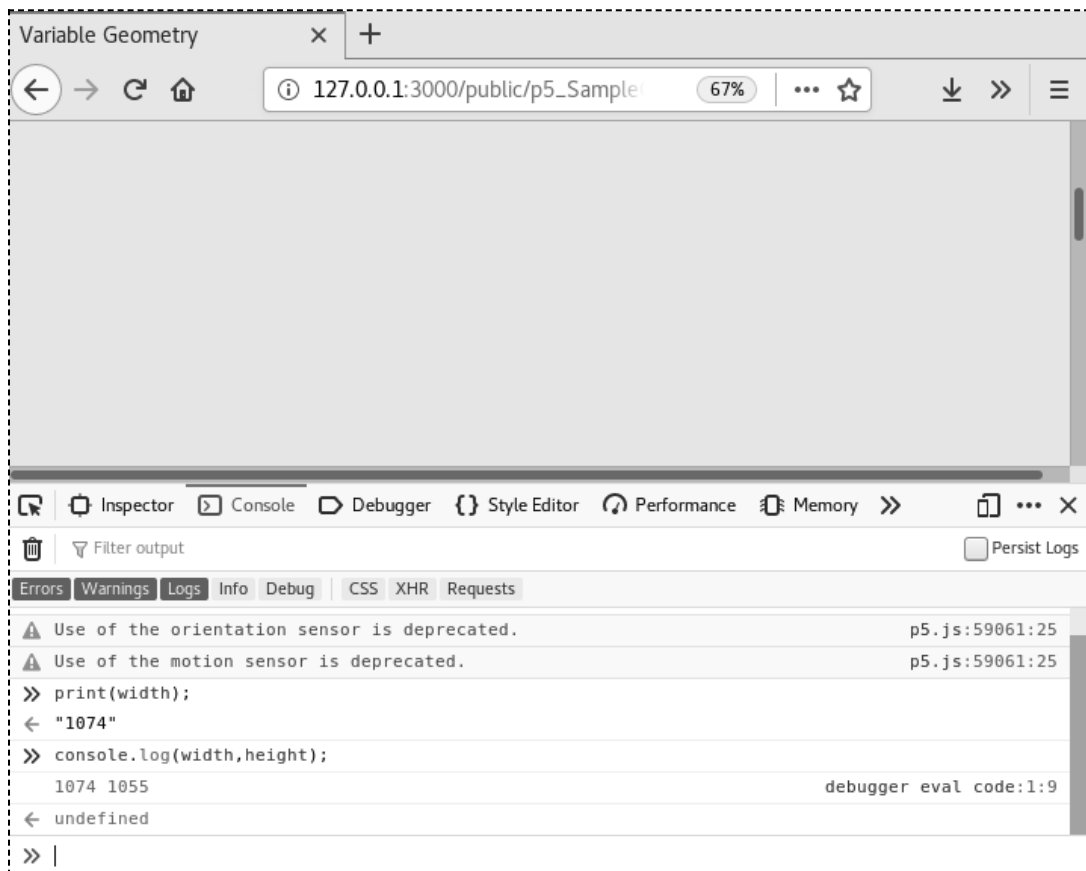 Variable Geometry
127.0.0.1:3000/public/p5_Sample 67%
Inspector Console Debugger {} Style Editor Performance Memory
Filter output Persist Logs
Errors Warnings Logs Info Debug CSS XHR Requests
Use of the orientation sensor is deprecated. p5.js:59061:25
Use of the motion sensor is deprecated. p5.js:59061:25
print(width);
"1074"
console.log(width,height);
1074 1055 debugger eval code:1:9
undefined